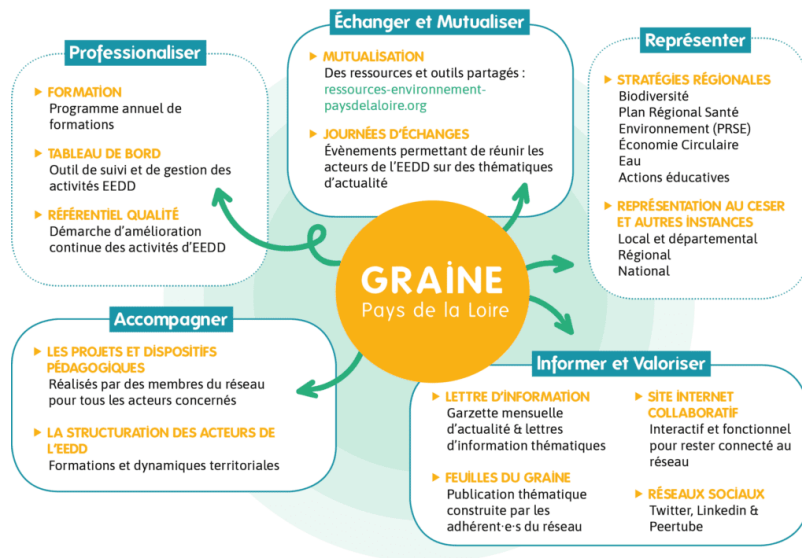 Professionaliser
FORMATION
Programme annuel de
formations
TABLEAU DE BORD
Outil de suivi et de gestion des
activités EEDD
RÉFÉRENTIEL QUALITÉ
Démarche d'amélioration
continue des activités d'EEDD
Échanger et Mutualiser
MUTUALISATION
Des ressources et outils partagés :
ressources-environnement-
paysdelaloire.org
JOURNÉES D'ÉCHANGES
Évènements permettant de réunir les
acteurs de l'EEDD sur des thématiques
d'actualité
Représenter
STRATÉGIES RÉGIONALES
Biodiversité
Plan Régional Santé
Environnement (PRSE)
Économie Circulaire
Eau
Actions éducatives
REPRÉSENTATION AU CESER
ET AUTRES INSTANCES
Local et départemental
Régional
National
GRAINE
Pays de la Loire
Accompagner
LES PROJETS ET DISPOSITIFS
PÉDAGOGIQUES
Réalisés par des membres du réseau
pour tous les acteurs concernés
LA STRUCTURATION DES ACTEURS DE
L'EEDD
Formations et dynamiques territoriales
Informer et Valoriser
LETTRE D'INFORMATION
Garzette mensuelle
d'actualité & lettres
d'information thématiques
FEUILLES DU GRAINE
Publication thématique
construite par les
adhérent·e·s du réseau
SITE INTERNET
COLLABORATIF
Interactif et fonctionnel
pour rester connecté au
réseau
RÉSEAUX SOCIAUX
Twitter, Linkedin &
Peertube